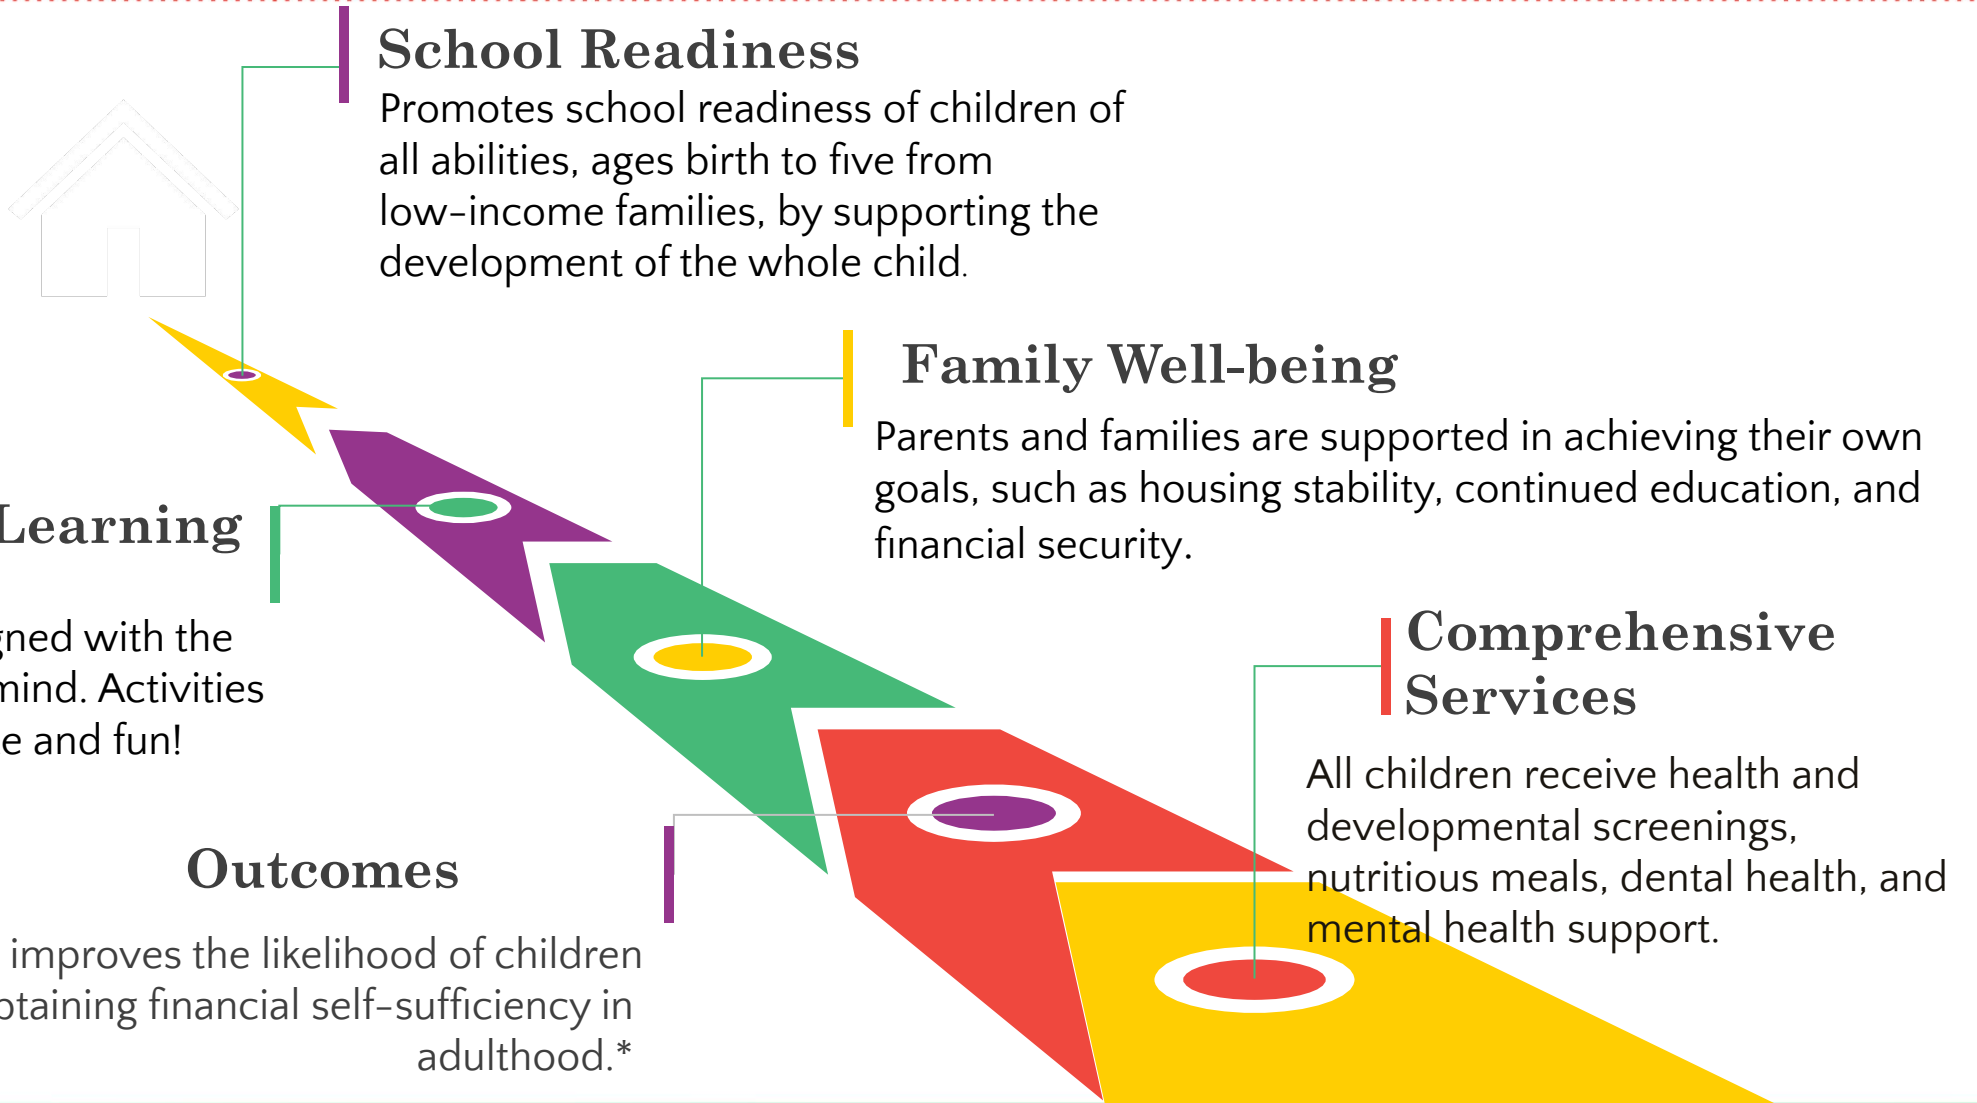 School Readiness
Promotes school readiness of children of
all abilities, ages birth to five from
low-income families, by supporting the
development of the whole child.
Family Well-being
Parents and families are supported in achieving their own
goals, such as housing stability, continued education, and
financial security.
Learning
with the
mind. Activities
and fun!
Comprehensive
Services
All children receive health and
developmental screenings,
nutritious meals, dental health, and
mental health support.
Outcomes
improves the likelihood of children
financial self-sufficiency in
adulthood.*